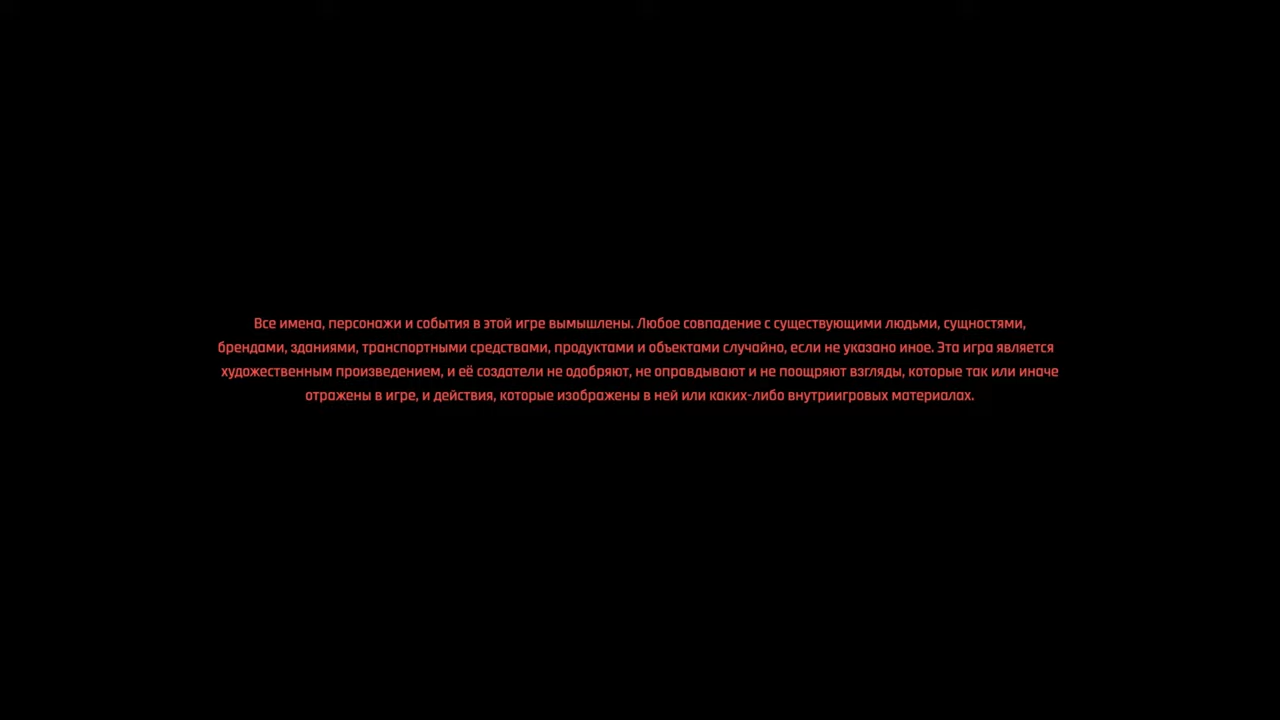 Все имена, персонажи и события в этой игре вымышлены. Любое совпадение с существующими людьми, сущностями,
брендами, зданиями, транспортными средствами, продуктами и объектами случайно, если не указано иное. Эта игра является
художественным произведением, и её создатели не одобряют, не оправдывают и не поощряют взгляды, которые так или иначе
отражены в игре, и действия, которые изображены в ней или каких-либо внутриигровых материалах.